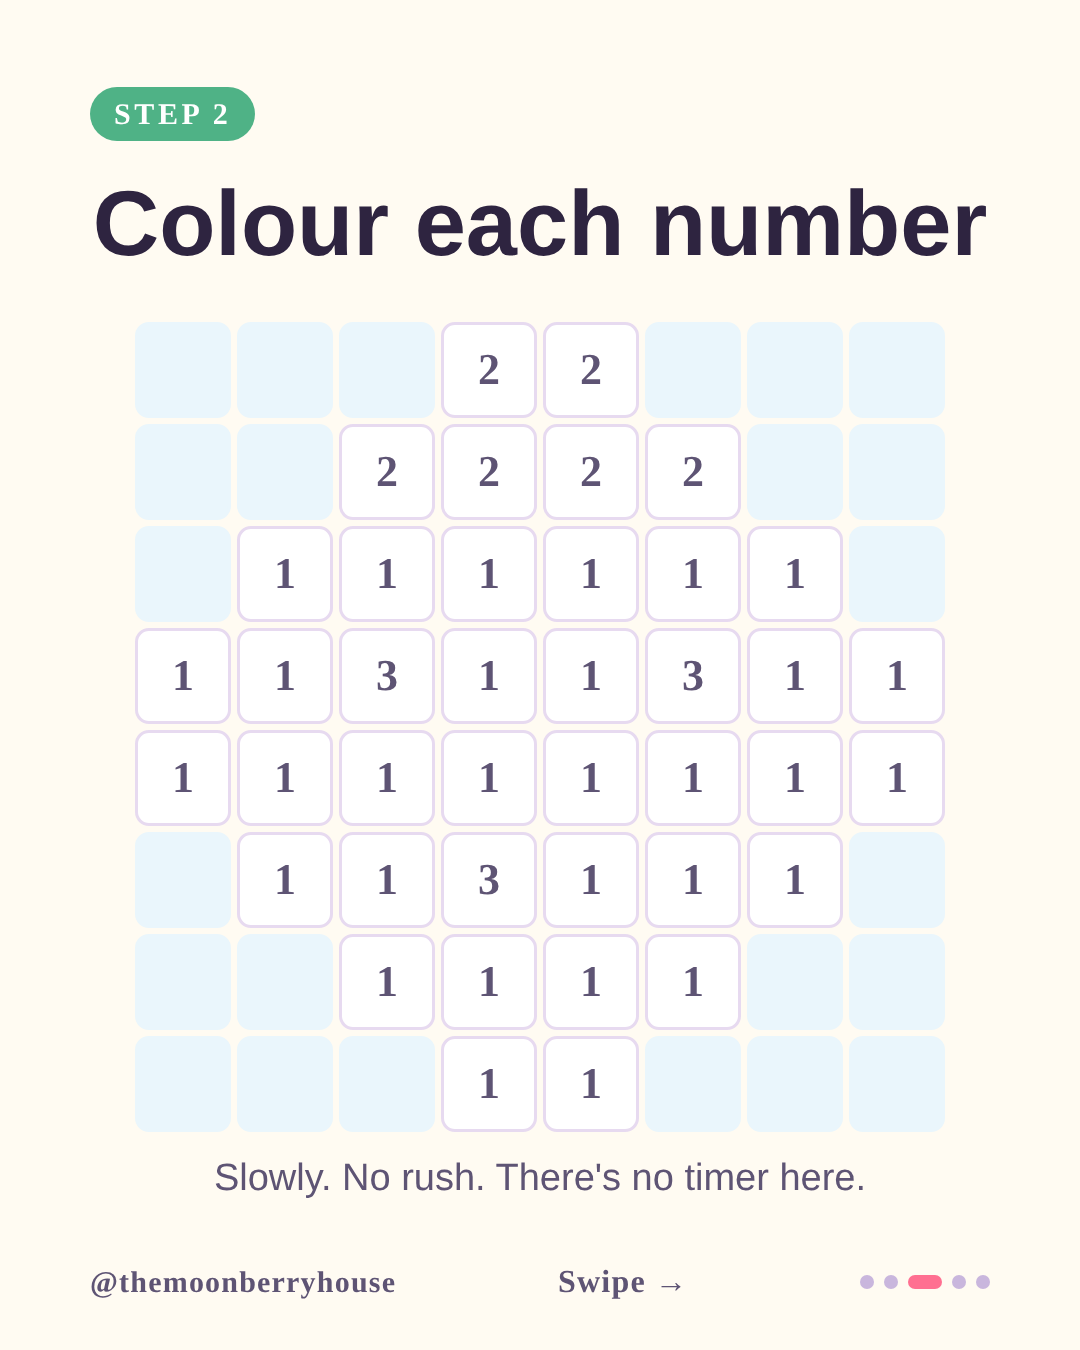 STEP 2
Colour each number
2 2
2 2 2 2
1 1 1 1 1 1
1 1 3 1 1 3 1 1
1 1 1 1 1 1 1 1
1 1 3 1 1 1
1 1 1 1
1 1
Slowly. No rush. There's no timer here.
@themoonberryhouse
Swipe →